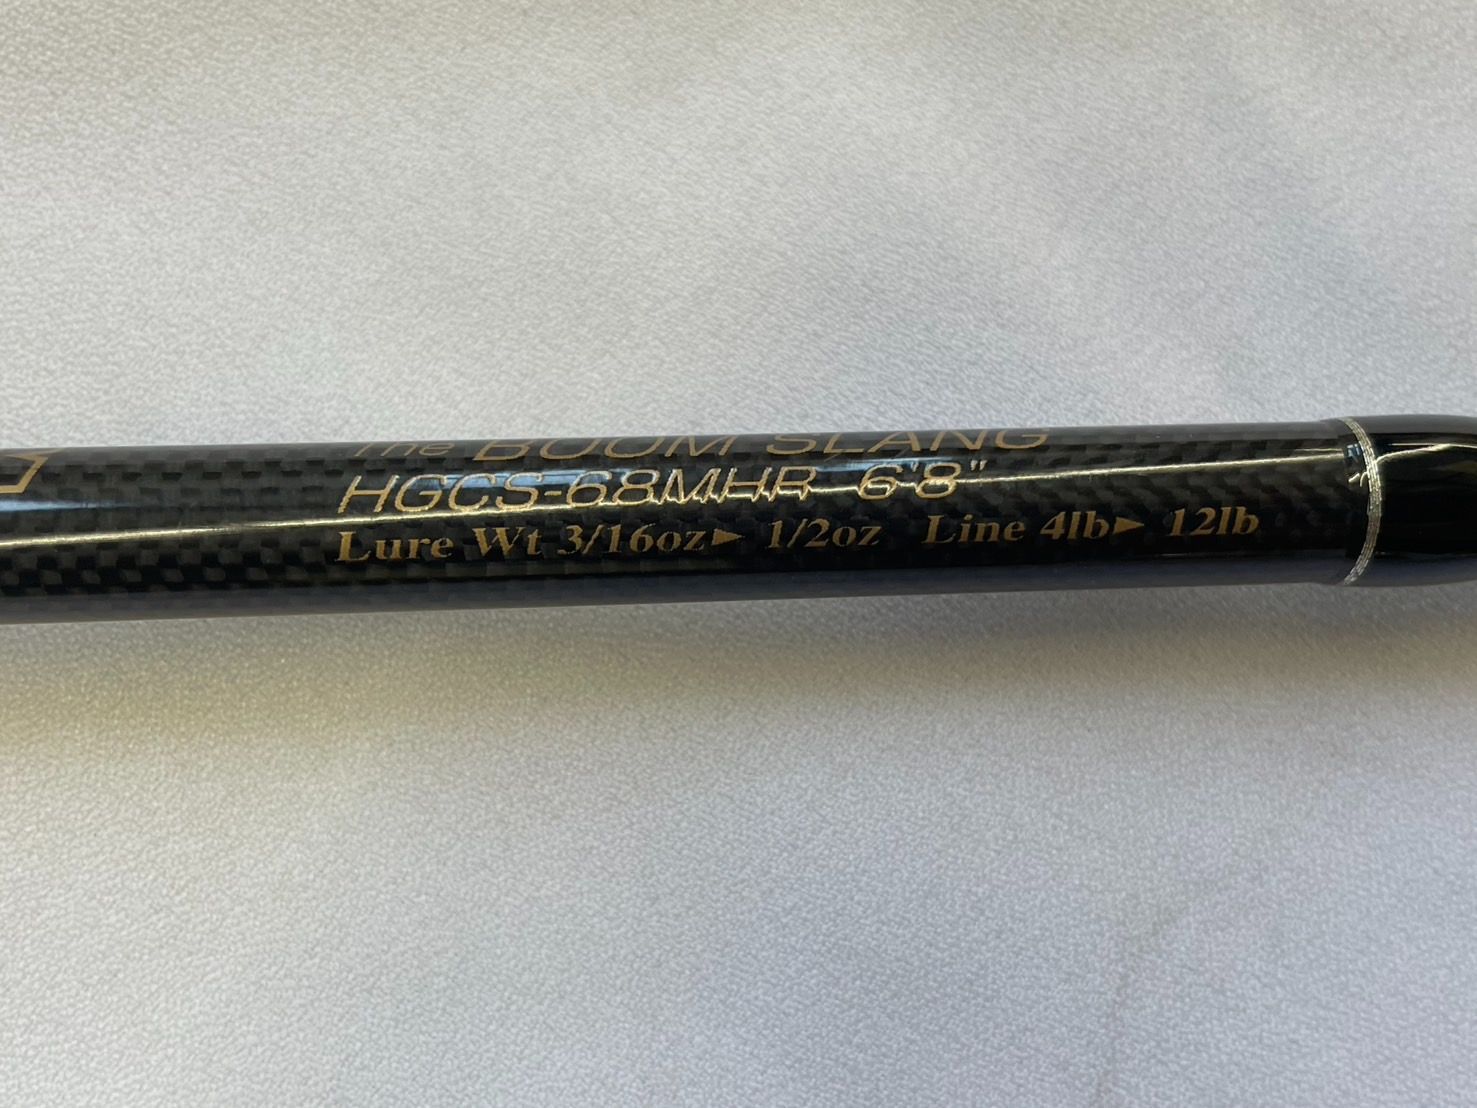 The BOOM SLANG
HGCS-68MHR 6'8"
Lure Wt 3/16oz► 1/2oz Line 4lb► 12lb